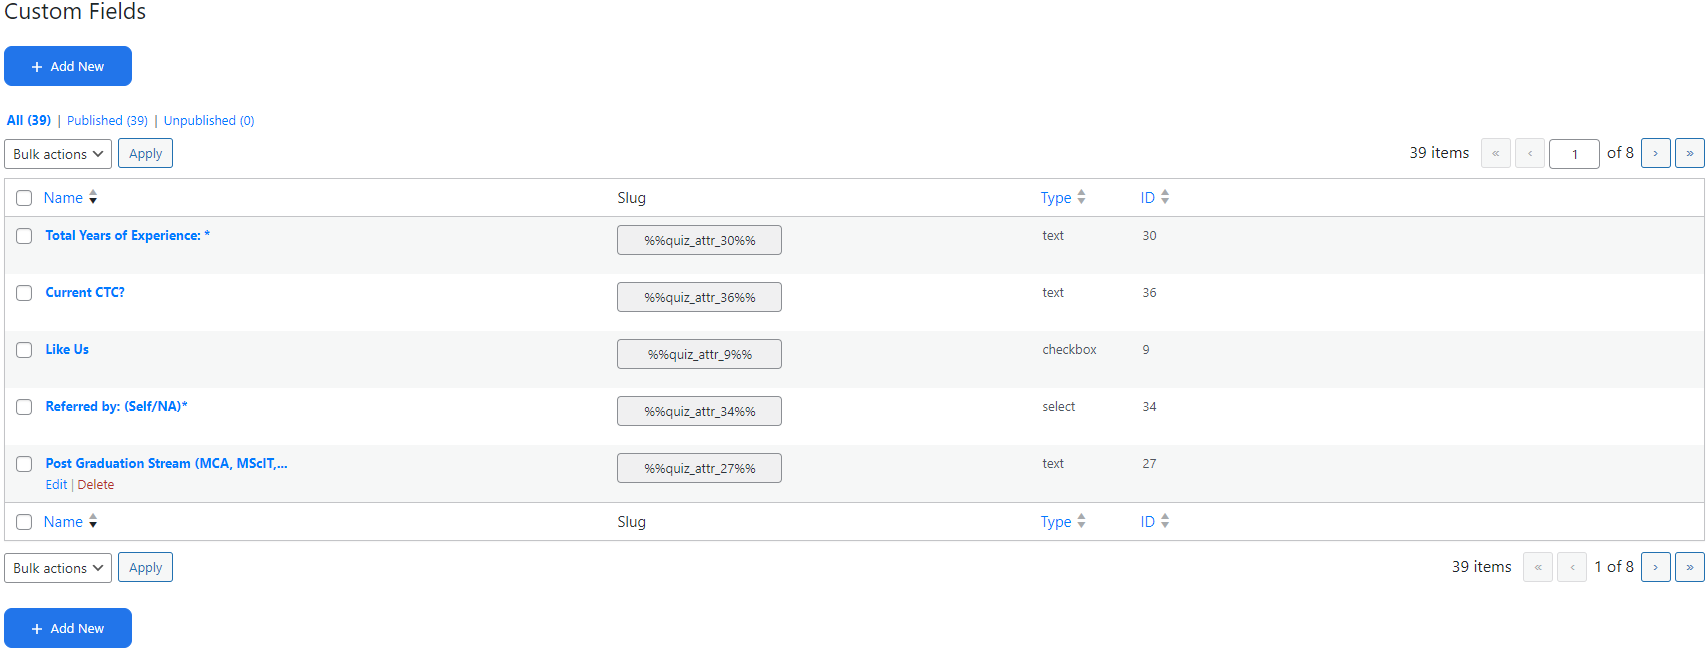 Custom Fields
+ Add New
All (39) | Published (39) | Unpublished (0)
Bulk actions Apply 39 items « ‹ 1 of 8 › »
Name Slug Type ID
Total Years of Experience: * %%quiz_attr_30%% text 30
Current CTC? %%quiz_attr_36%% text 36
Like Us %%quiz_attr_9%% checkbox 9
Referred by: (Self/NA)* %%quiz_attr_34%% select 34
Post Graduation Stream (MCA, MScIT,... %%quiz_attr_27%% text 27
Edit | Delete
Name Slug Type ID
Bulk actions Apply 39 items « ‹ 1 of 8 › »
+ Add New